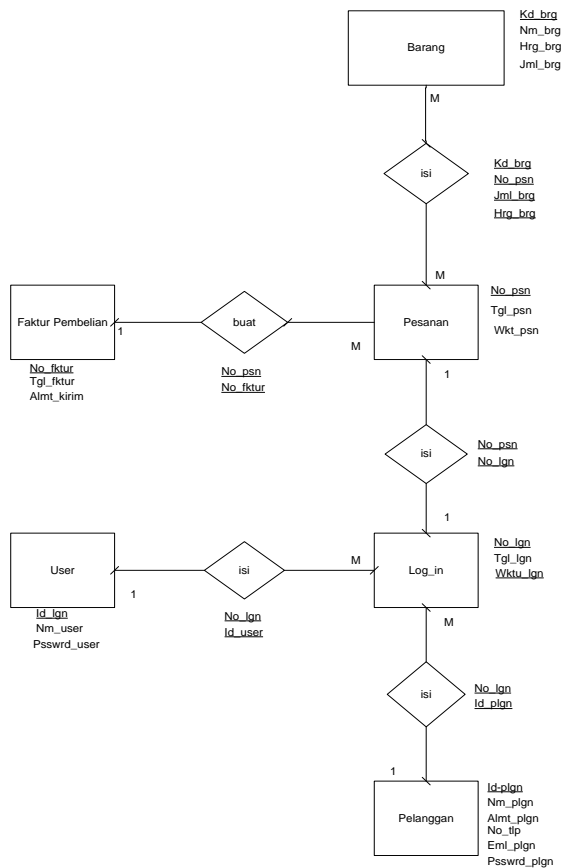 Kd_brg
Nm_brg
Hrg_brg
Jml_brg
Barang
M
isi
Kd_brg
No_psn
Jml_brg
Hrg_brg
M
Faktur Pembelian
1
buat
M
Pesanan
No_psn
Tgl_psn
Wkt_psn
No_fktur
Tgl_fktur
Almt_kirim
No_psn
No_fktur
1
isi
No_psn
No_lgn
1
User
1
isi
M
Log_in
No_lgn
Tgl_lgn
Wktu_lgn
Id_lgn
Nm_user
Psswrd_user
No_lgn
Id_user
M
isi
No_lgn
Id_plgn
1
Pelanggan
Id-plgn
Nm_plgn
Almt_plgn
No_tlp
Eml_plgn
Psswrd_plgn